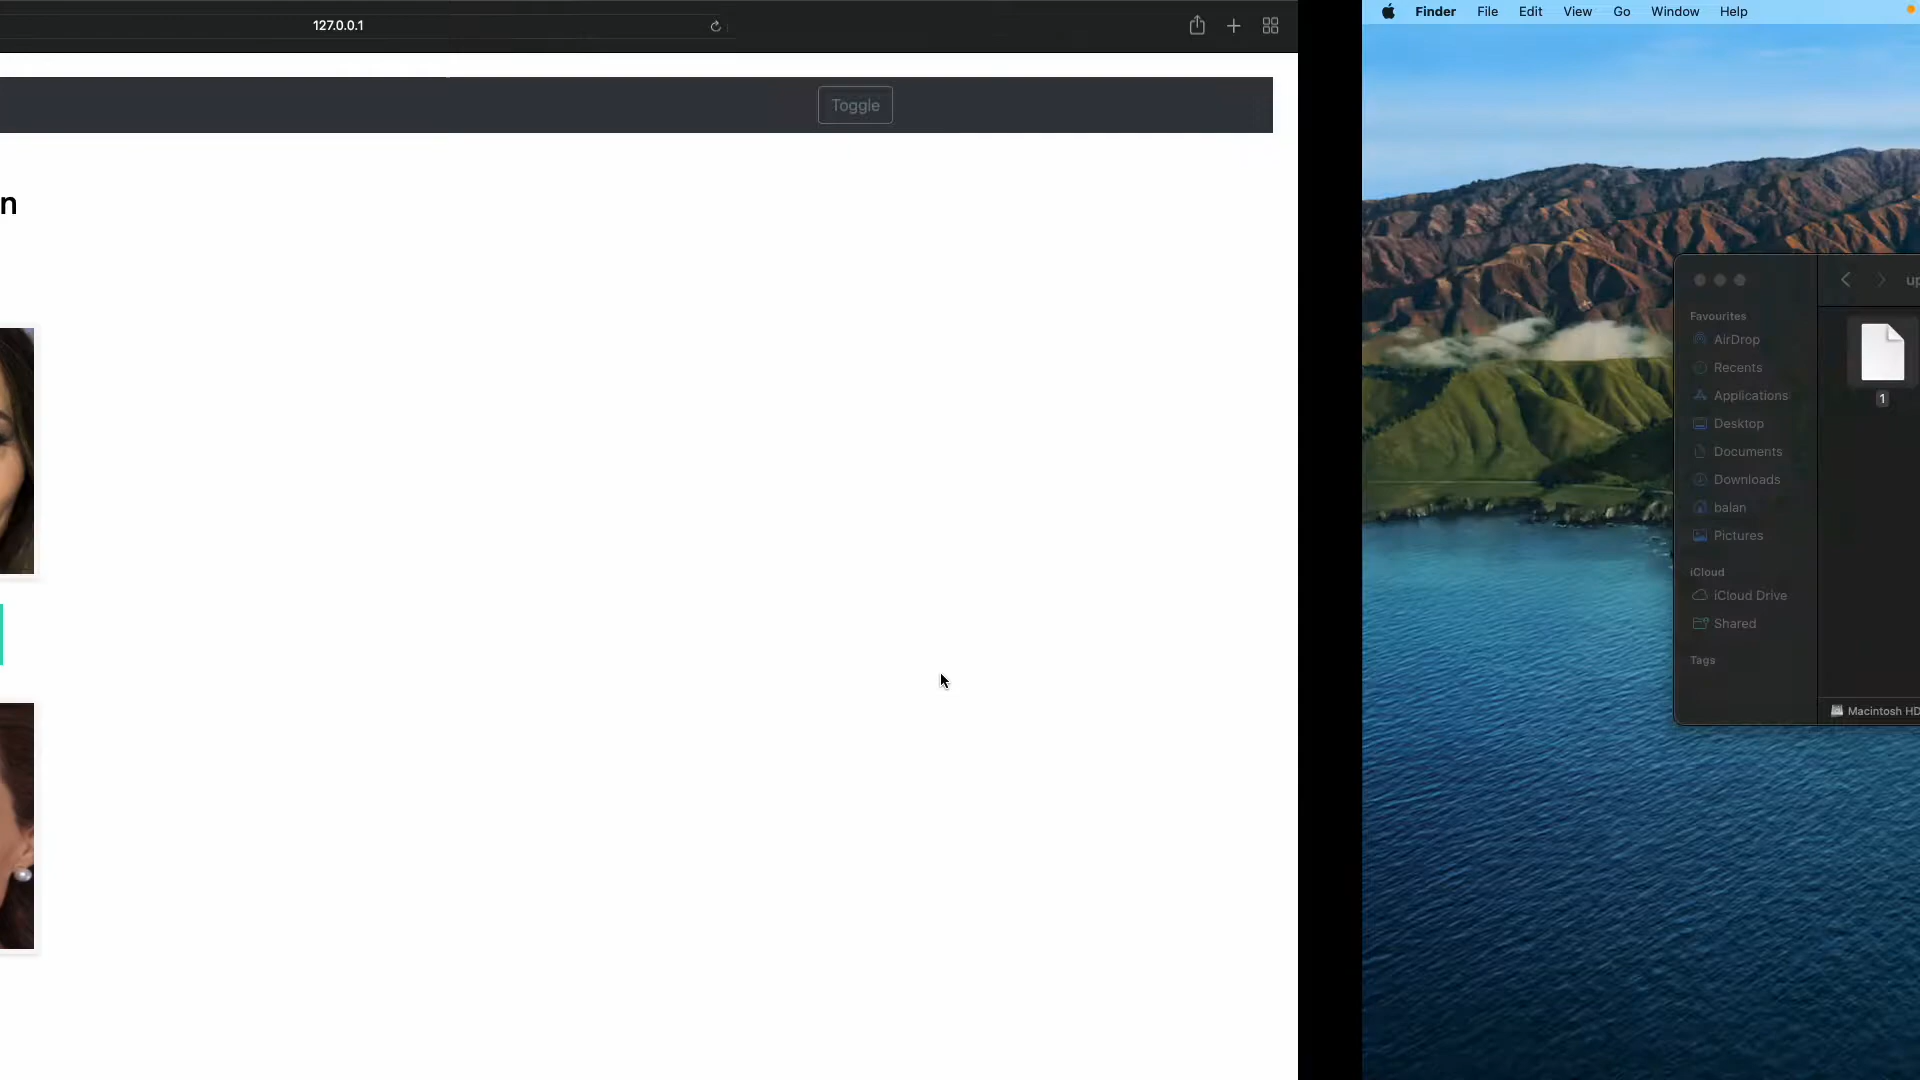 127.0.0.1
Finder File Edit View Go Window Help
Toggle
n
up
Favourites
AirDrop
Recents
Applications
Desktop
Documents
Downloads
balan
Pictures
iCloud
iCloud Drive
Shared
Tags
1
Macintosh HD